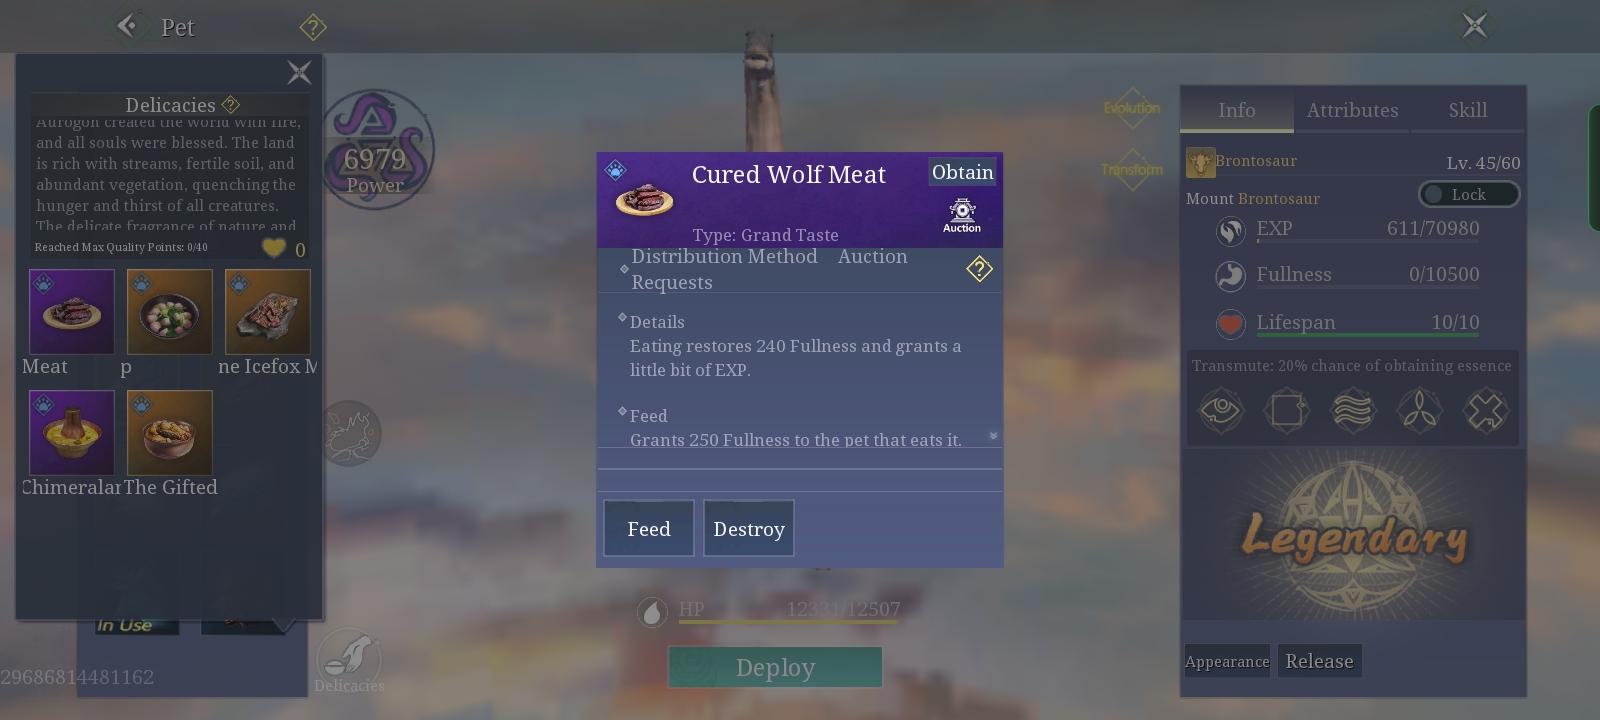 Pet
Delicacies
Aurogon created the world with fire,
and all souls were blessed. The land
is rich with streams, fertile soil, and
abundant vegetation, quenching the
hunger and thirst of all creatures.
The delicate fragrance of nature and
Reached Max Quality Points: 0/40
0
Meat
p
ne Icefox M
Chimeralar
The Gifted
In Use
29686814481162
6979
Power
Delicacies
Cured Wolf Meat
Obtain
Auction
Type: Grand Taste
Distribution Method Auction
Requests
Details
Eating restores 240 Fullness and grants a
little bit of EXP.
Feed
Grants 250 Fullness to the pet that eats it.
Feed
Destroy
HP 12331/12507
Deploy
Evolution
Transform
Info
Attributes
Skill
Brontosaur
Lv. 45/60
Mount Brontosaur
Lock
EXP 611/70980
Fullness 0/10500
Lifespan 10/10
Transmute: 20% chance of obtaining essence
Legendary
Appearance
Release